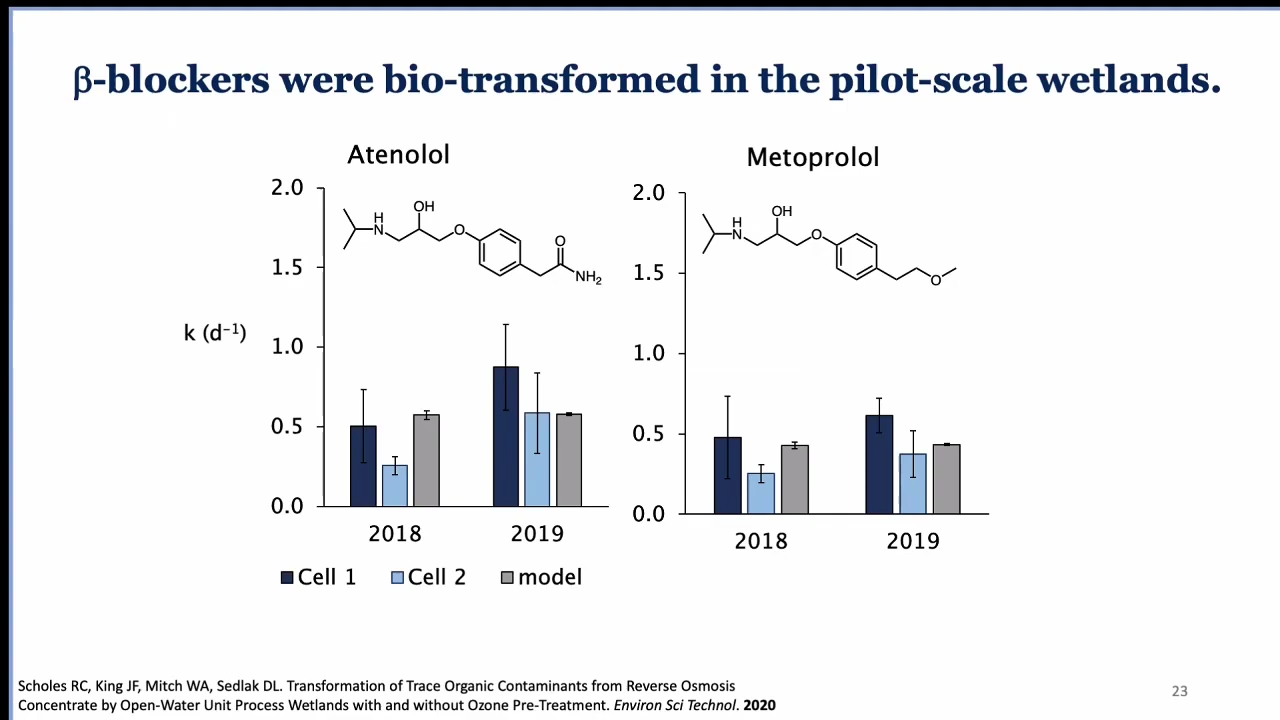 β-blockers were bio-transformed in the pilot-scale wetlands.
Atenolol
2.0
1.5
1.0
0.5
0.0
k (d⁻¹)
H
N
OH
O
O
NH₂
2018 2019
Metoprolol
2.0
1.5
1.0
0.5
0.0
H
N
OH
O
O
2018 2019
Cell 1 Cell 2 model
Scholes RC, King JF, Mitch WA, Sedlak DL. Transformation of Trace Organic Contaminants from Reverse Osmosis
Concentrate by Open-Water Unit Process Wetlands with and without Ozone Pre-Treatment. Environ Sci Technol. 2020
23